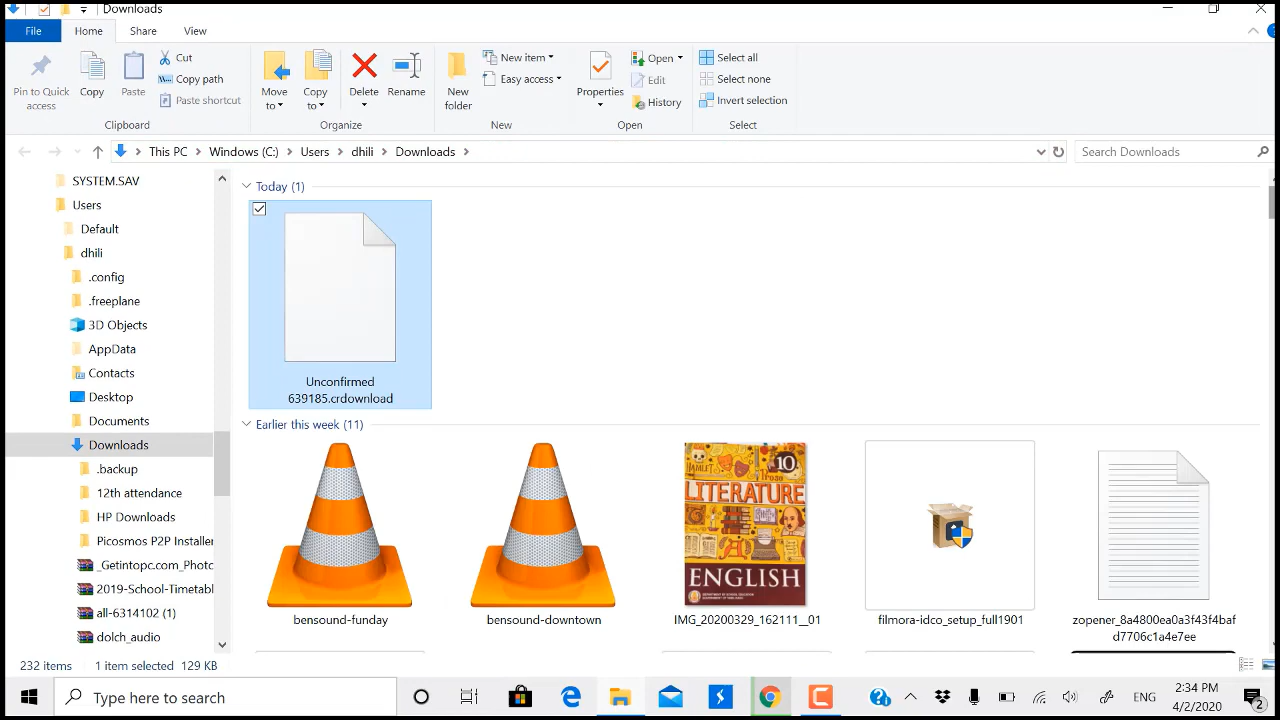 Downloads
File
Home
Share
View
Pin to Quick
access
Copy
Paste
Cut
Copy path
Paste shortcut
Clipboard
Move
to
Copy
to
Delete
Rename
Organize
New
folder
New item
Easy access
New
Properties
Open
Edit
History
Open
Select all
Select none
Invert selection
Select
This PC
Windows (C:)
Users
dhili
Downloads
Search Downloads
SYSTEM.SAV
Users
Default
dhili
.config
.freeplane
3D Objects
AppData
Contacts
Desktop
Documents
Downloads
.backup
12th attendance
HP Downloads
Picosmos P2P Installer
_Getintopc.com_Photo
2019-School-Timetabl
all-6314102 (1)
dolch_audio
Today (1)
Unconfirmed
639185.crdownload
Earlier this week (11)
bensound-funday
bensound-downtown
HAMLET
10
Prose
LITERATURE
ENGLISH
IMG_20200329_162111__01
filmora-idco_setup_full1901
zopener_8a4800ea0a3f43f4baf
d7706c1a4e7ee
232 items
1 item selected 129 KB
Type here to search
ENG
2:34 PM
4/2/2020
2